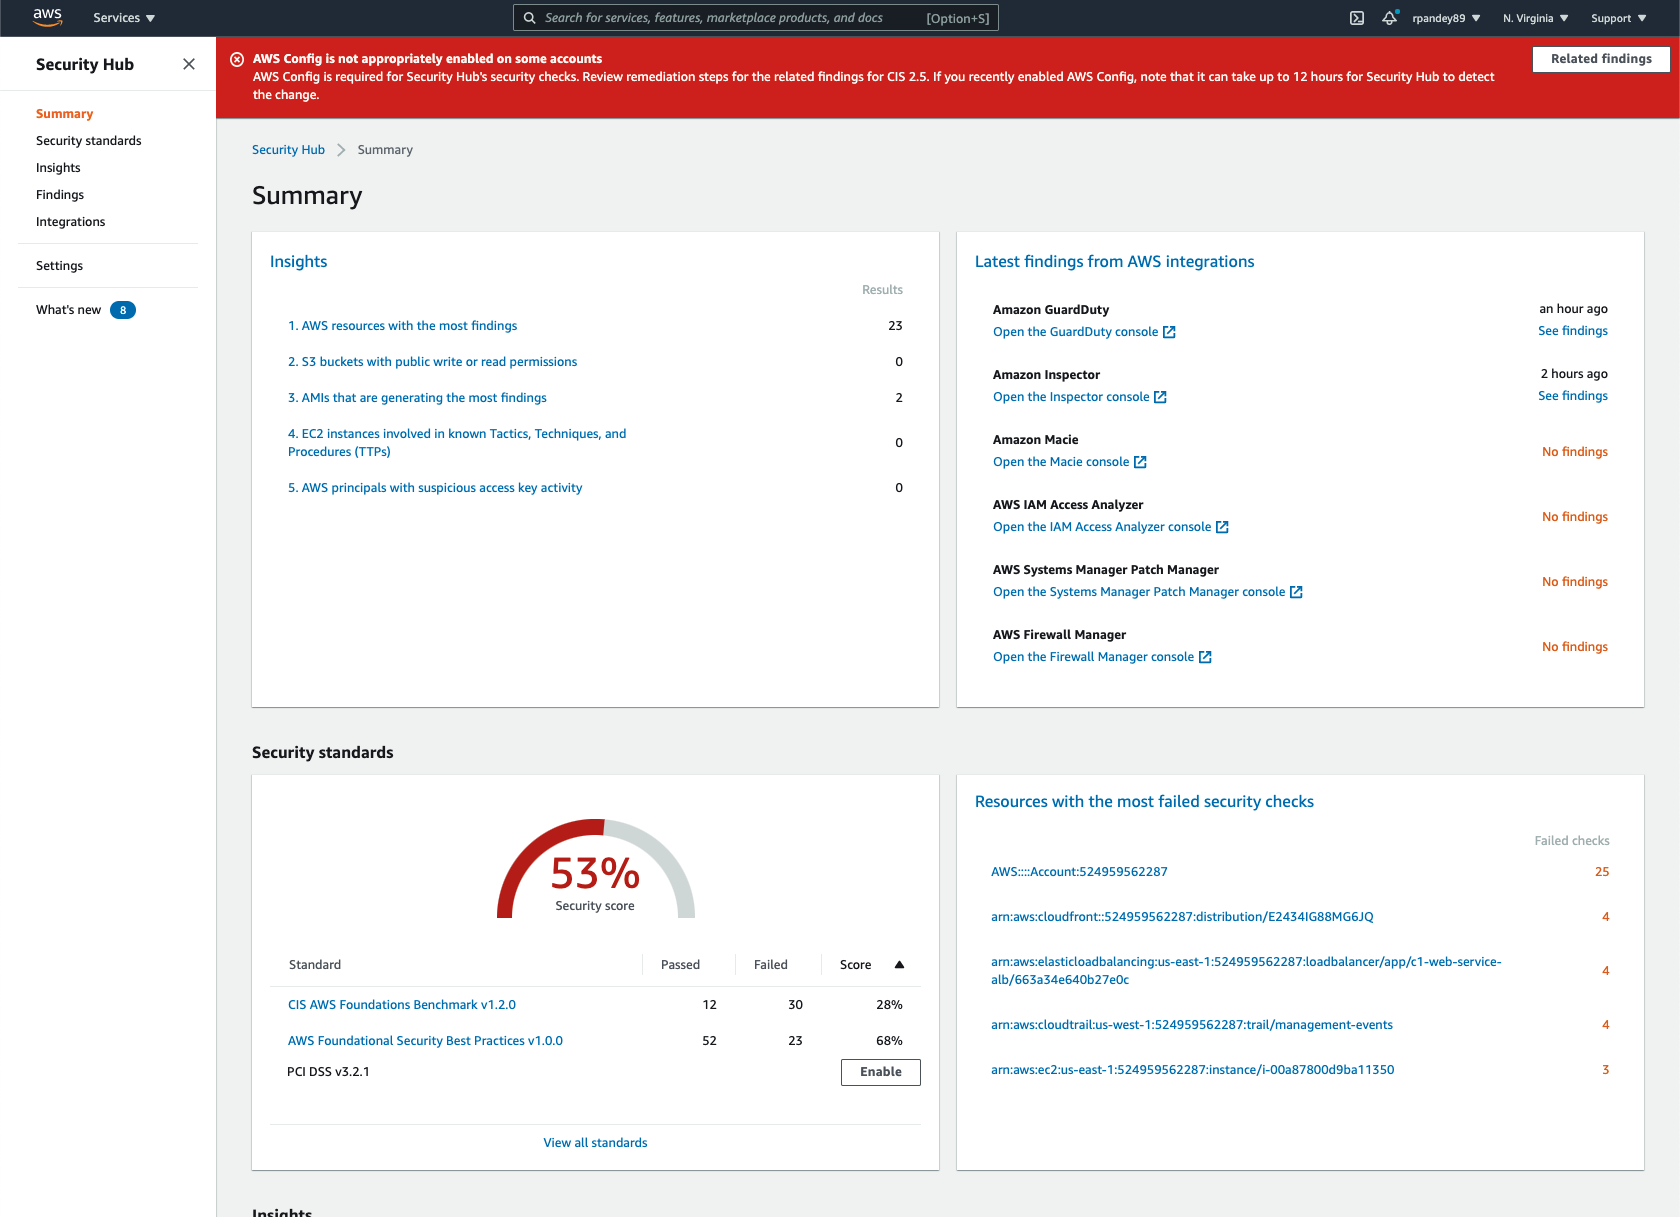 aws
Services
Search for services, features, marketplace products, and docs
[Option+S]
rpandey89
N. Virginia
Support
Security Hub
Summary
Security standards
Insights
Findings
Integrations
Settings
What's new 8
AWS Config is not appropriately enabled on some accounts
AWS Config is required for Security Hub's security checks. Review remediation steps for the related findings for CIS 2.5. If you recently enabled AWS Config, note that it can take up to 12 hours for Security Hub to detect
the change.
Related findings
Security Hub Summary
Summary
Insights
Results
1. AWS resources with the most findings 23
2. S3 buckets with public write or read permissions 0
3. AMIs that are generating the most findings 2
4. EC2 instances involved in known Tactics, Techniques, and
Procedures (TTPs) 0
5. AWS principals with suspicious access key activity 0
Latest findings from AWS integrations
Amazon GuardDuty an hour ago
Open the GuardDuty console See findings
Amazon Inspector 2 hours ago
Open the Inspector console See findings
Amazon Macie
Open the Macie console No findings
AWS IAM Access Analyzer
Open the IAM Access Analyzer console No findings
AWS Systems Manager Patch Manager
Open the Systems Manager Patch Manager console No findings
AWS Firewall Manager
Open the Firewall Manager console No findings
Security standards
53%
Security score
Standard Passed Failed Score
CIS AWS Foundations Benchmark v1.2.0 12 30 28%
AWS Foundational Security Best Practices v1.0.0 52 23 68%
PCI DSS v3.2.1 Enable
View all standards
Resources with the most failed security checks
Failed checks
AWS::::Account:524959562287 25
arn:aws:cloudfront::524959562287:distribution/E2434IG88MG6JQ 4
arn:aws:elasticloadbalancing:us-east-1:524959562287:loadbalancer/app/c1-web-service-
alb/663a34e640b27e0c 4
arn:aws:cloudtrail:us-west-1:524959562287:trail/management-events 4
arn:aws:ec2:us-east-1:524959562287:instance/i-00a87800d9ba11350 3
Insights